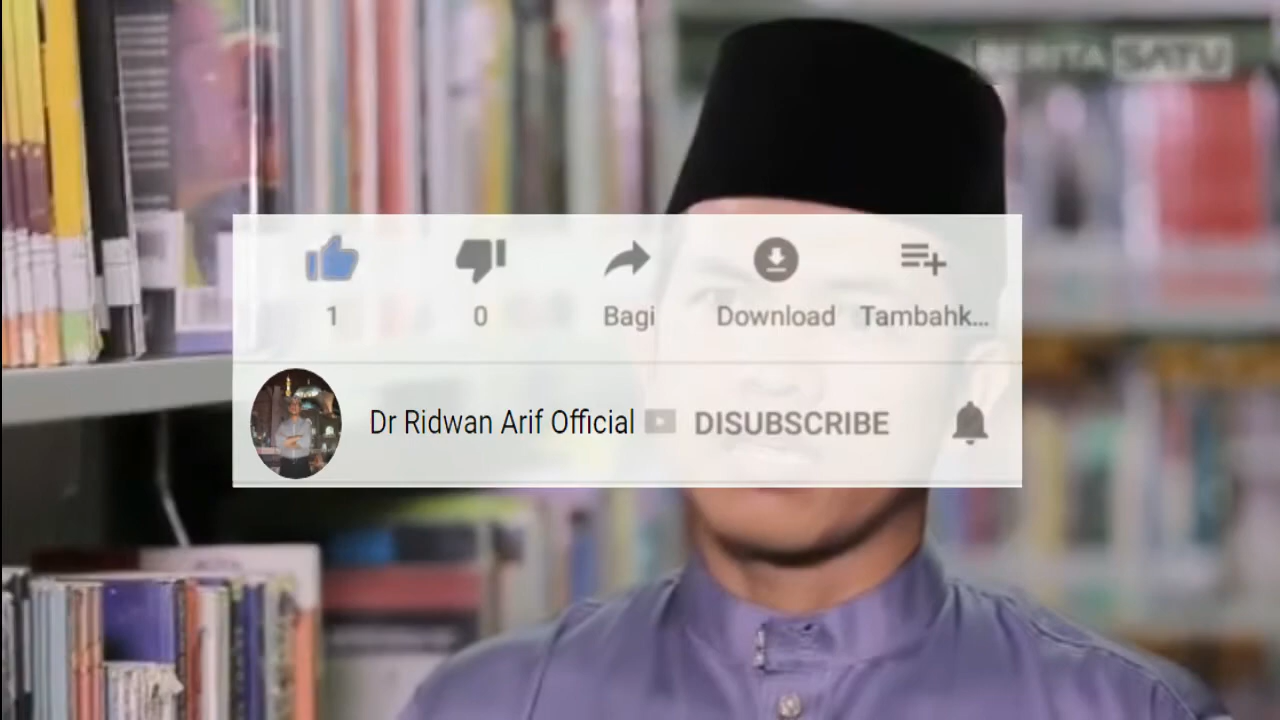 BERITA SATU
1
0
Bagi
Download
Tambahk...
Dr Ridwan Arif Official
DISUBSCRIBE